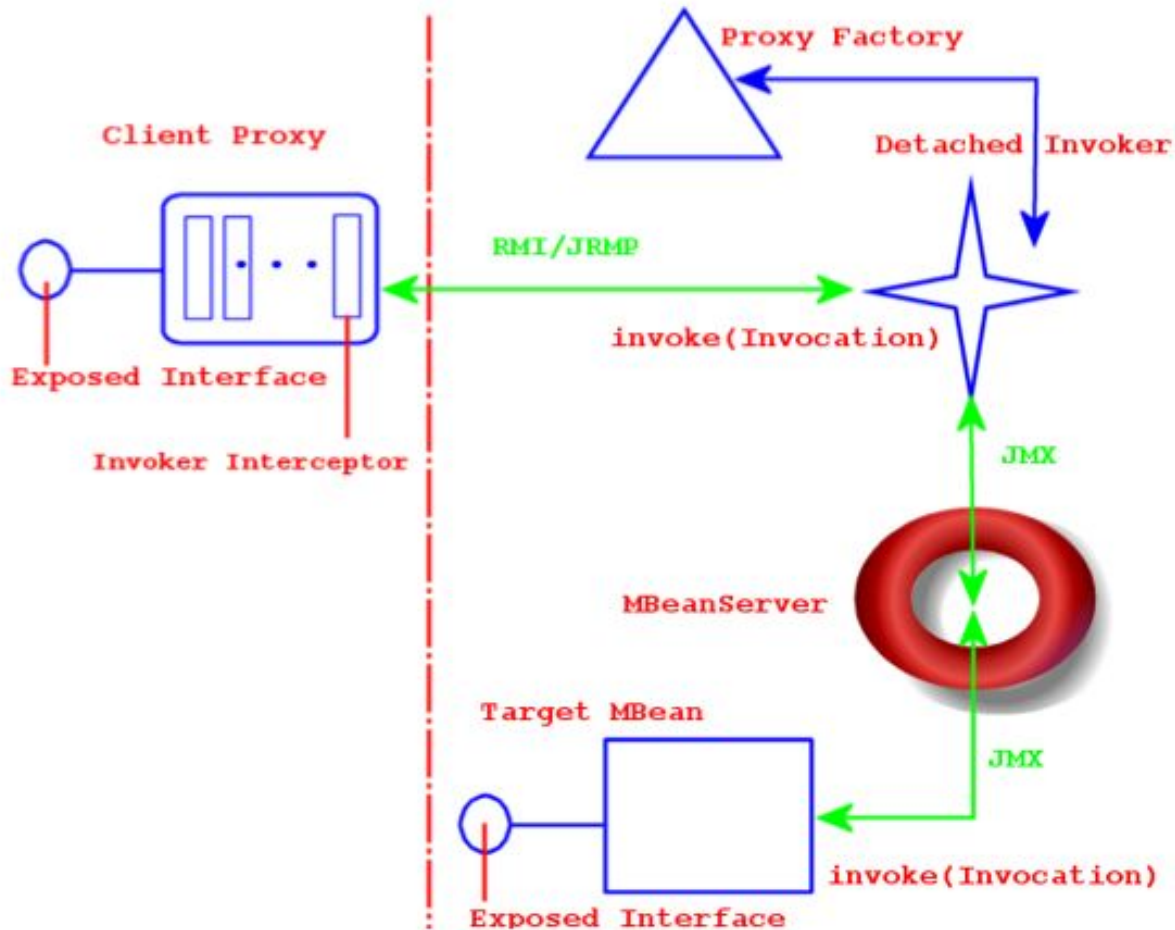 Proxy Factory
Client Proxy
Detached Invoker
RMI/JRMP
invoke(Invocation)
Exposed Interface
Invoker Interceptor
JMX
MBeanServer
Target MBean
JMX
invoke(Invocation)
Exposed Interface